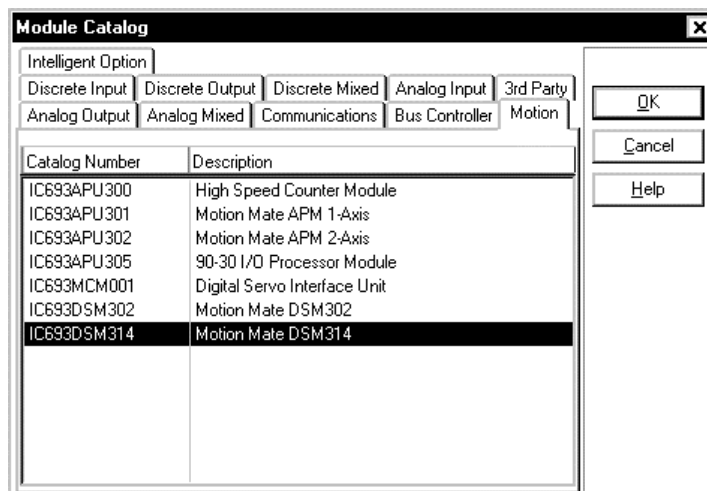 Module Catalog
Intelligent Option
Discrete Input Discrete Output Discrete Mixed Analog Input 3rd Party
Analog Output Analog Mixed Communications Bus Controller Motion
Catalog Number Description
IC693APU300 High Speed Counter Module
IC693APU301 Motion Mate APM 1-Axis
IC693APU302 Motion Mate APM 2-Axis
IC693APU305 90-30 I/O Processor Module
IC693MCM001 Digital Servo Interface Unit
IC693DSM302 Motion Mate DSM302
IC693DSM314 Motion Mate DSM314
OK
Cancel
Help